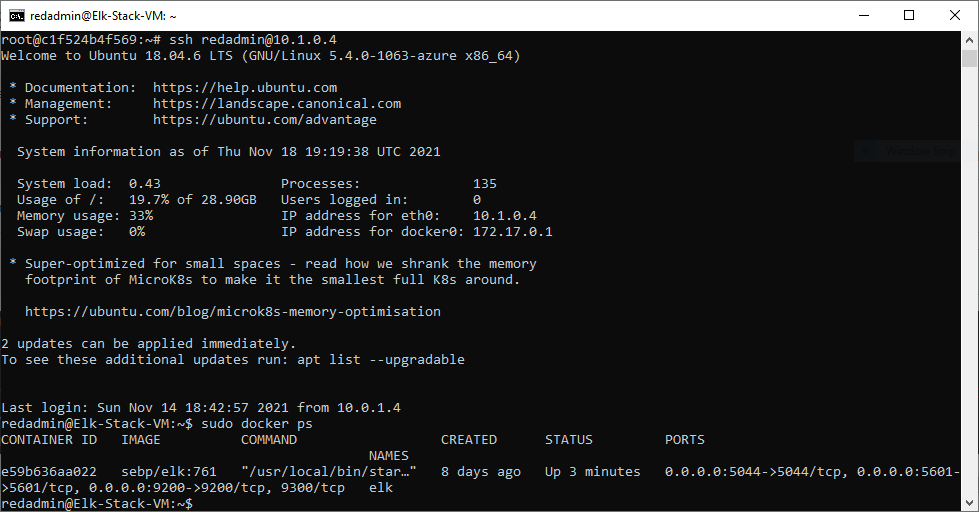 redadmin@Elk-Stack-VM: ~
root@c1f524b4f569:~# ssh redadmin@10.1.0.4
Welcome to Ubuntu 18.04.6 LTS (GNU/Linux 5.4.0-1063-azure x86_64)

 * Documentation:  https://help.ubuntu.com
 * Management:     https://landscape.canonical.com
 * Support:        https://ubuntu.com/advantage

  System information as of Thu Nov 18 19:19:38 UTC 2021

  System load:  0.43               Processes:              135
  Usage of /:   19.7% of 28.90GB   Users logged in:        0
  Memory usage: 33%                IP address for eth0:    10.1.0.4
  Swap usage:   0%                 IP address for docker0: 172.17.0.1

 * Super-optimized for small spaces - read how we shrank the memory
   footprint of MicroK8s to make it the smallest full K8s around.

   https://ubuntu.com/blog/microk8s-memory-optimisation

2 updates can be applied immediately.
To see these additional updates run: apt list --upgradable


Last login: Sun Nov 14 18:42:57 2021 from 10.0.1.4
redadmin@Elk-Stack-VM:~$ sudo docker ps
CONTAINER ID   IMAGE          COMMAND                  CREATED      STATUS         PORTS
                                              NAMES
e59b636aa022   sebp/elk:761   "/usr/local/bin/star…"   8 days ago   Up 3 minutes   0.0.0.0:5044->5044/tcp, 0.0.0.0:5601-
>5601/tcp, 0.0.0.0:9200->9200/tcp, 9300/tcp   elk
redadmin@Elk-Stack-VM:~$